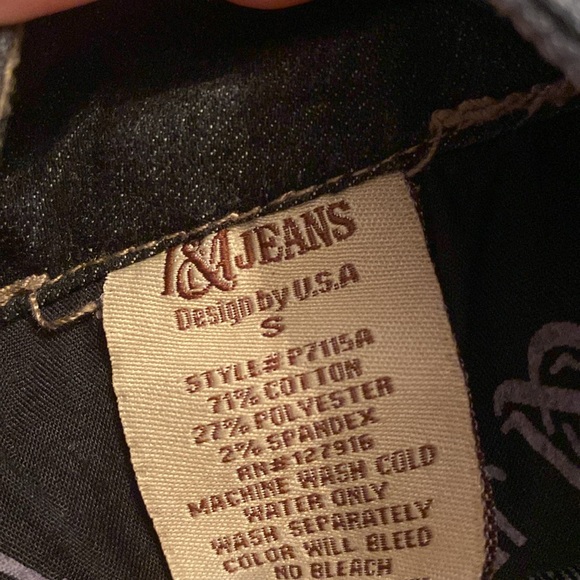 JEANS
Design by U.S.A
S
STYLE# P7115A
71% COTTON
27% POLYESTER
2% SPANDEX
RN# 127916
MACHINE WASH COLD
WATER ONLY
WASH SEPARATELY
COLOR WILL BLEED
NO BLEACH